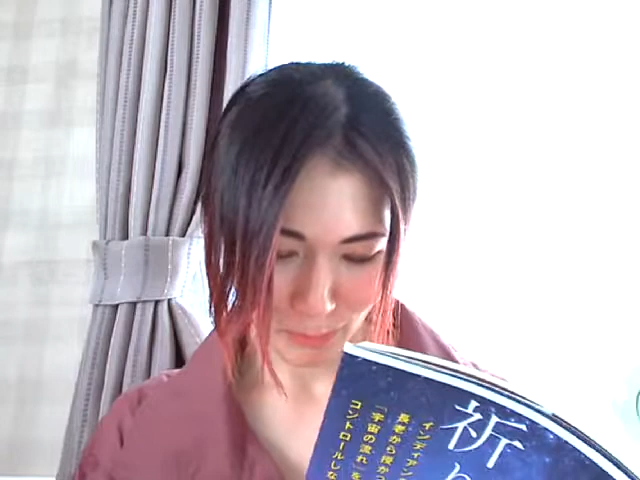 祈り
インディアン
長老から授かっ
「宇宙の流れ」を
コントロールしな